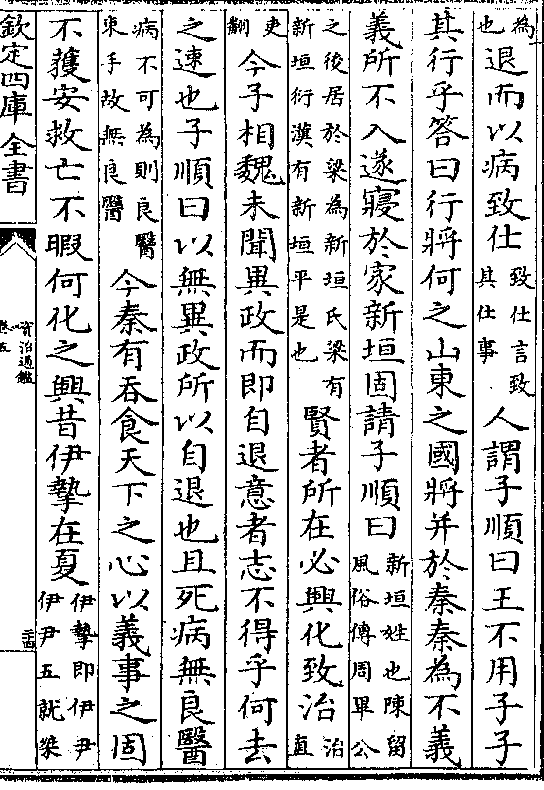 為也退而以病致仕致仕言致其仕事人謂子順曰王不用子子
其行乎答曰行將何之山東之國將并於秦秦為不義
義所不入遂寢於家新垣固請子順曰新垣姓也陳留風俗傳周畢公
之後居於梁為新垣氏梁有新垣衍漢有新垣平是也賢者所在必興化致治治直
吏翻今子相魏未聞異政而即自退意者志不得乎何去
之速也子順曰以無異政所以自退也且死病無良醫
病不可為則良醫束手故無良醫今秦有吞食天下之心以義事之固
不獲安救亡不暇何化之興昔伊摯在夏伊摯即伊尹伊尹五就桀
欽定四庫全書
資治通鑑
卷五